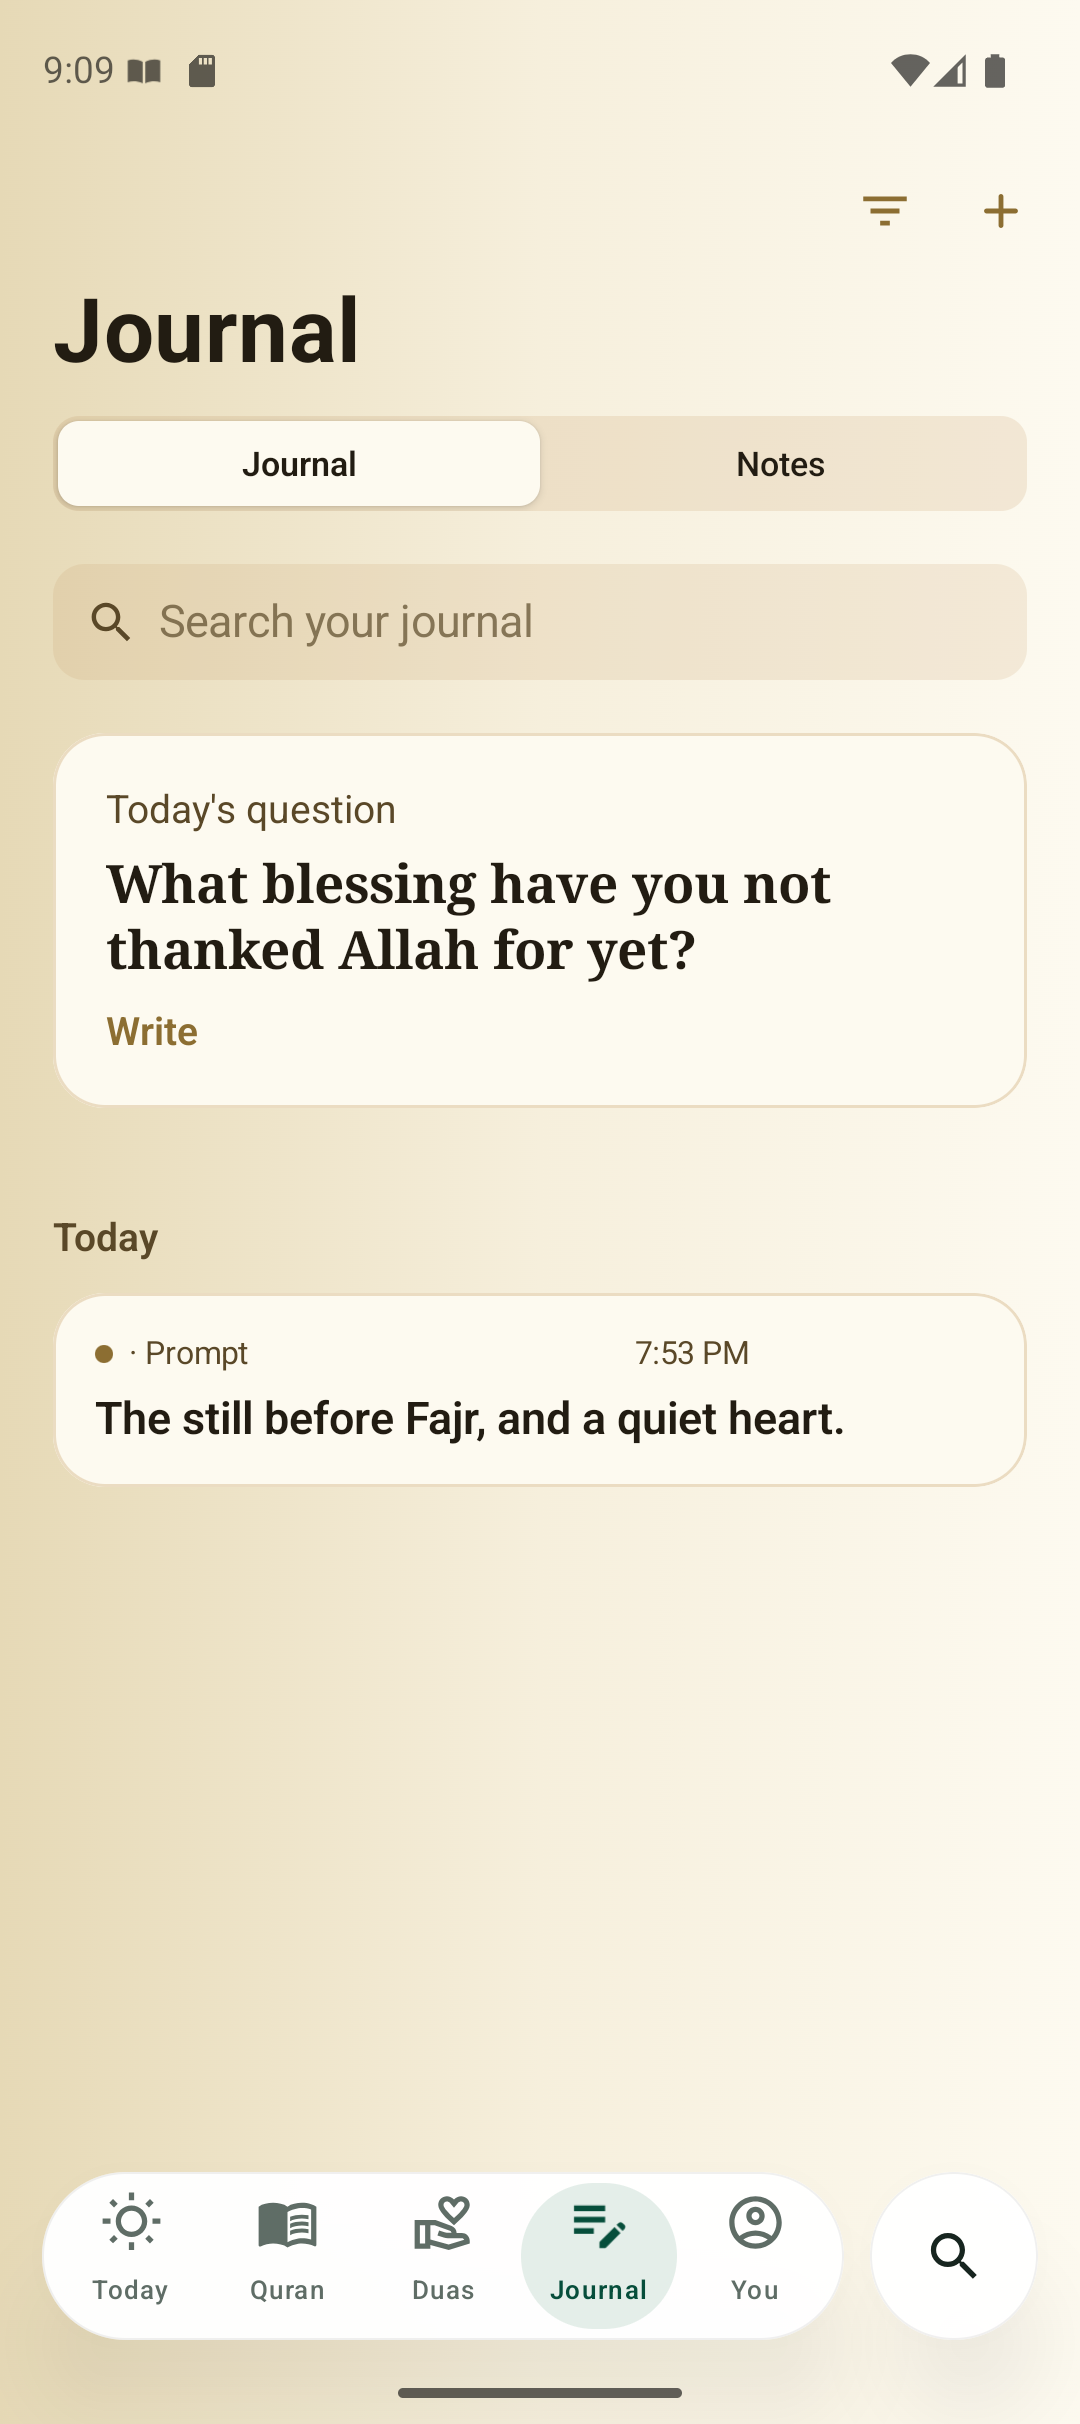 9:09
Journal
Journal
Notes
Search your journal
Today's question
What blessing have you not
thanked Allah for yet?
Write
Today
· Prompt
7:53 PM
The still before Fajr, and a quiet heart.
Today
Quran
Duas
Journal
You